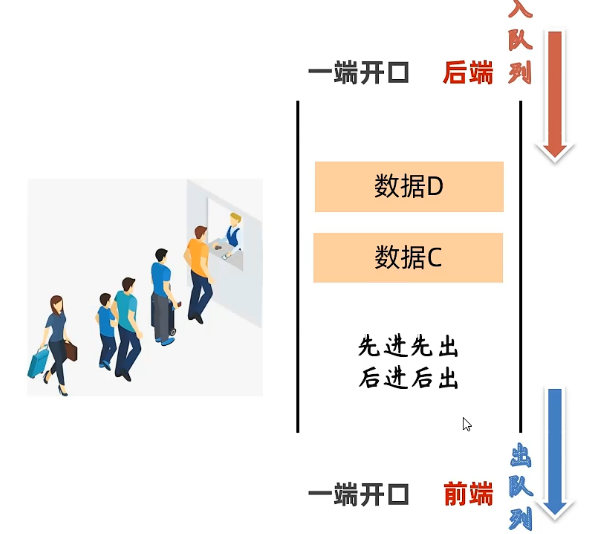 入队列
一端开口 后端
数据D
数据C
先进先出
后进后出
出队列
一端开口 前端